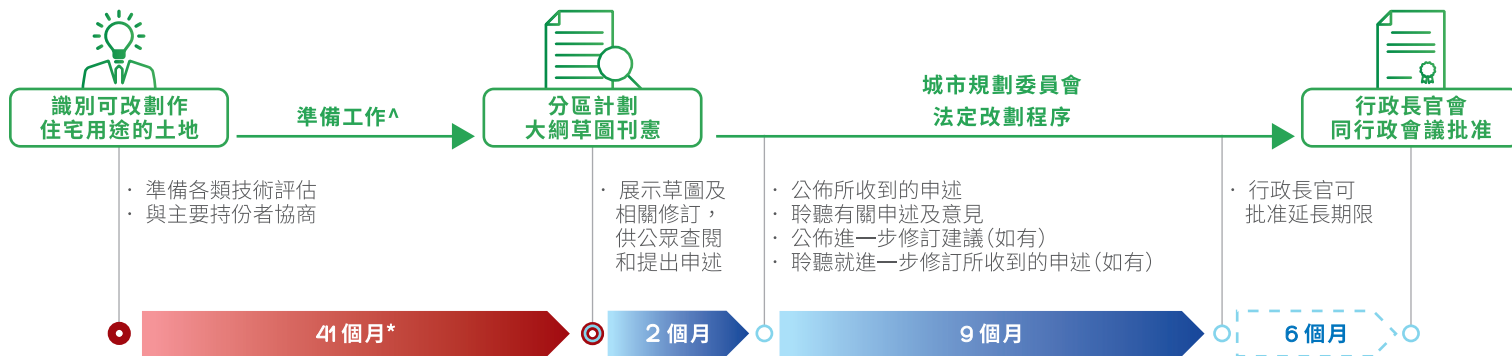 識別可改劃作
住宅用途的土地
準備工作^
分區計劃
大綱草圖刊憲
城市規劃委員會
法定改劃程序
行政長官會
同行政會議批准
· 準備各類技術評估
· 與主要持份者協商
· 展示草圖及
相關修訂，
供公眾查閱
和提出申述
· 公佈所收到的申述
· 聆聽有關申述及意見
· 公佈進一步修訂建議（如有）
· 聆聽就進一步修訂所收到的申述（如有）
· 行政長官可
批准延長期限
41 個月*
2 個月
9 個月
6 個月